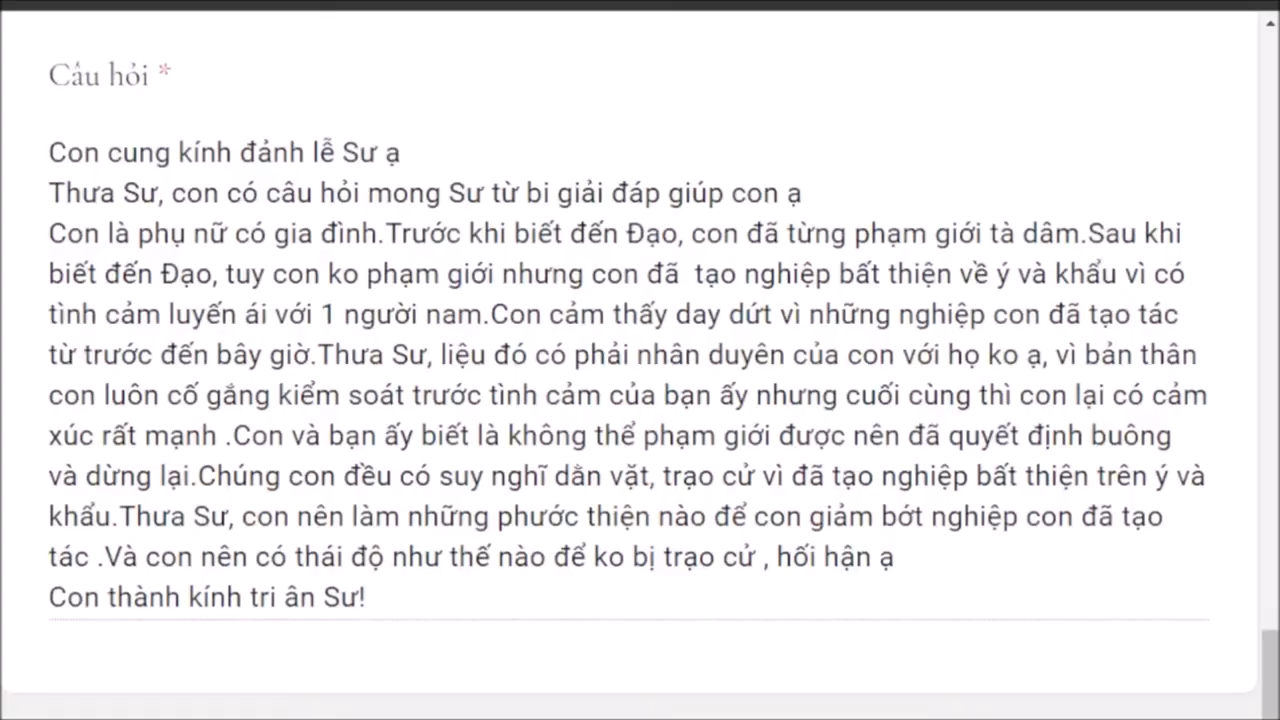 Câu hỏi *
Con cung kính đảnh lễ Sư ạ
Thưa Sư, con có câu hỏi mong Sư từ bi giải đáp giúp con ạ
Con là phụ nữ có gia đình.Trước khi biết đến Đạo, con đã từng phạm giới tà dâm.Sau khi
biết đến Đạo, tuy con ko phạm giới nhưng con đã  tạo nghiệp bất thiện về ý và khẩu vì có
tình cảm luyến ái với 1 người nam.Con cảm thấy day dứt vì những nghiệp con đã tạo tác
từ trước đến bây giờ.Thưa Sư, liệu đó có phải nhân duyên của con với họ ko ạ, vì bản thân
con luôn cố gắng kiểm soát trước tình cảm của bạn ấy nhưng cuối cùng thì con lại có cảm
xúc rất mạnh .Con và bạn ấy biết là không thể phạm giới được nên đã quyết định buông
và dừng lại.Chúng con đều có suy nghĩ dằn vặt, trạo cử vì đã tạo nghiệp bất thiện trên ý và
khẩu.Thưa Sư, con nên làm những phước thiện nào để con giảm bớt nghiệp con đã tạo
tác .Và con nên có thái độ như thế nào để ko bị trạo cử , hối hận ạ
Con thành kính tri ân Sư!